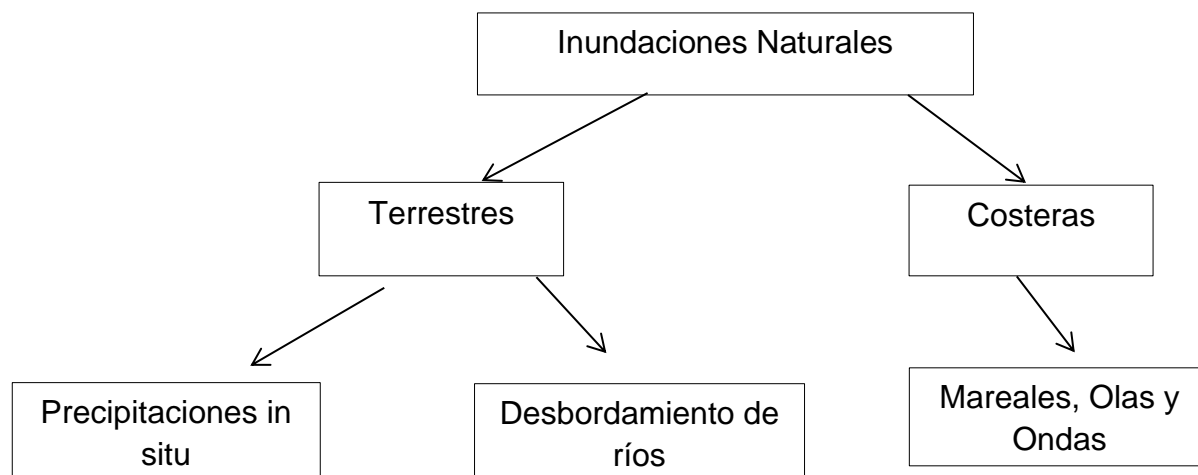 Inundaciones Naturales
Terrestres
Costeras
Precipitaciones in
situ
Desbordamiento de
ríos
Mareales, Olas y
Ondas